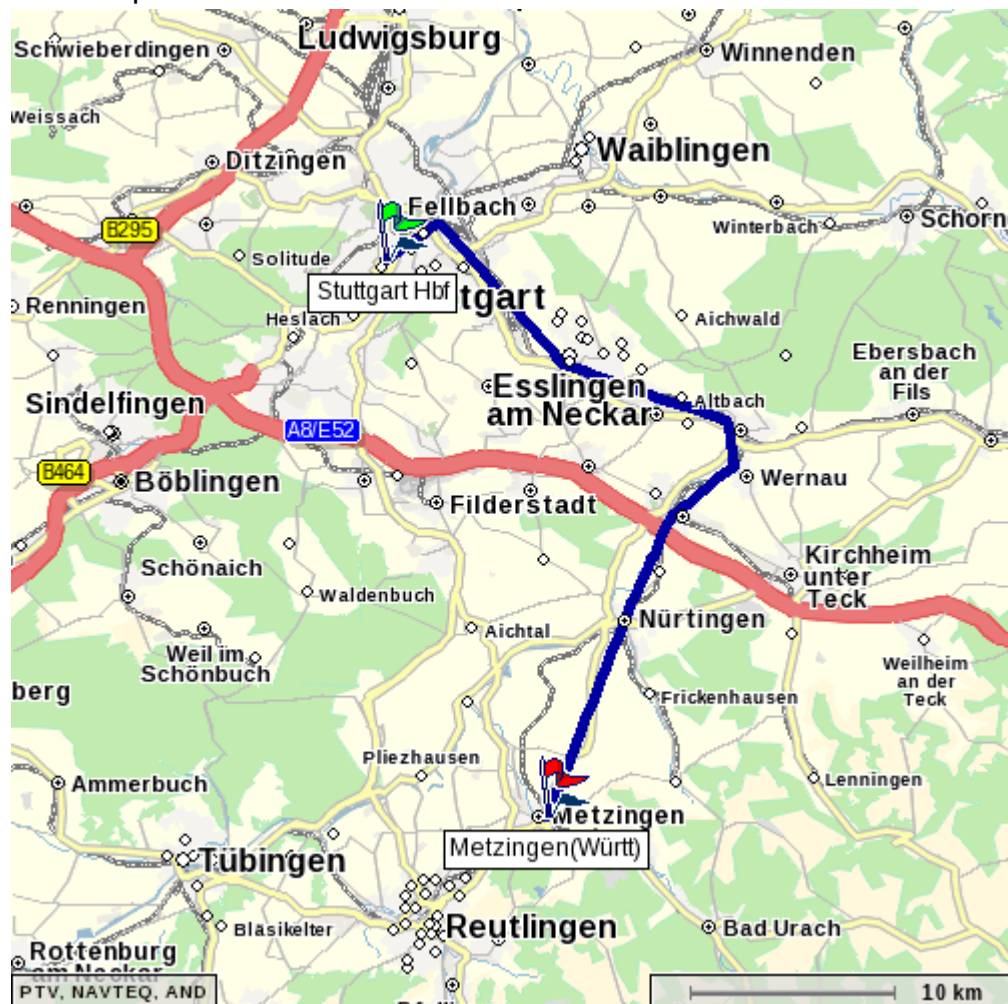 Ludwigsburg
Schwieberdingen
Winnenden
Weissach
Waiblingen
Ditzingen
Fellbach
Schorn
B295
Winterbach
Solitude
Stuttgart Hbf
tgart
Renningen
Heslach
Aichwald
Ebersbach
an der
Fils
Esslingen
am Neckar
Altbach
Sindelfingen
A8/E52
B464
Böblingen
Wernau
Filderstadt
Kirchheim
unter
Teck
Schönaich
Waldenbuch
Nürtingen
Aichtal
Weil im
Schönbuch
Weilheim
an der
Teck
berg
Frickenhausen
Pliezhausen
Ammerbuch
Lenningen
Metzingen
Metzingen(Württ)
Tübingen
Bläsikelter
Reutlingen
Bad Urach
Rottenburg
am Neckar
PTV, NAVTEQ, AND
10 km